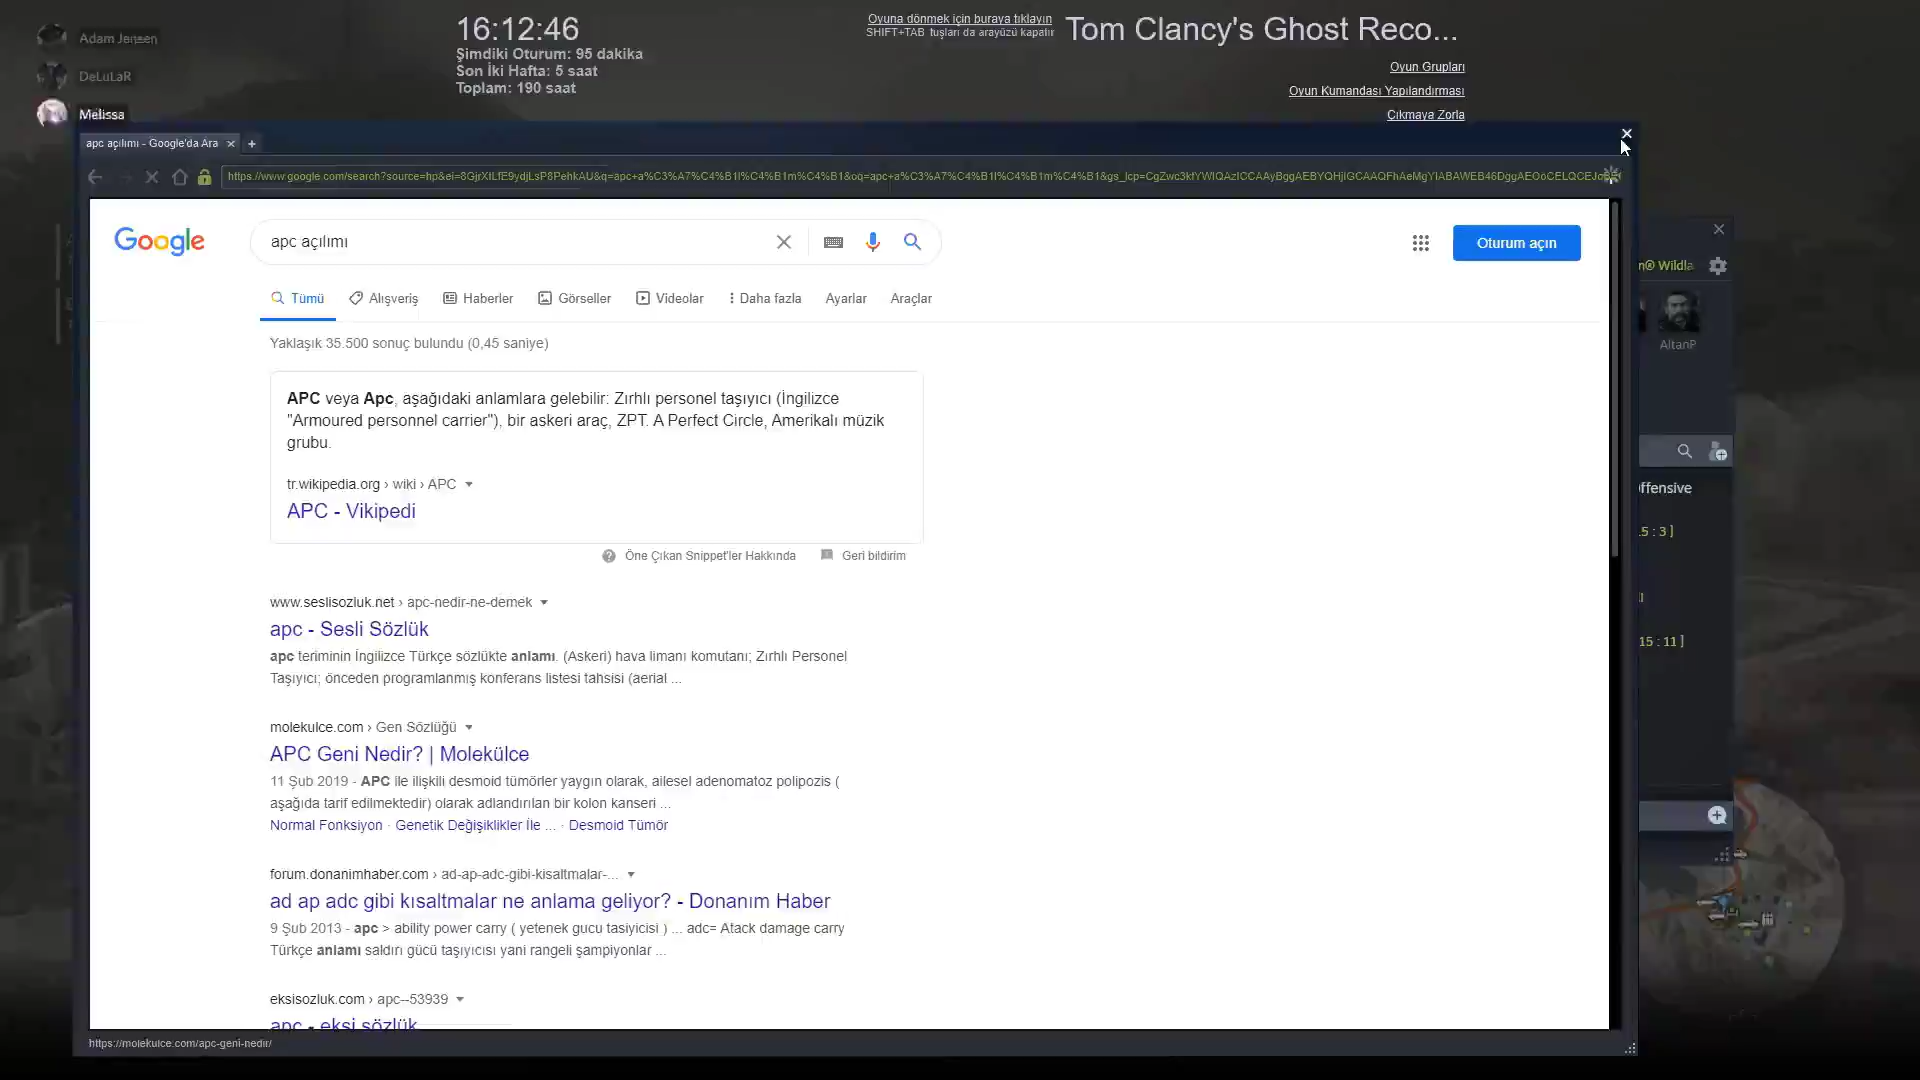 Adam Jensen
DeLuLaR
Melissa
16:12:46
Şimdiki Oturum: 95 dakika
Son İki Hafta: 5 saat
Toplam: 190 saat
Oyuna dönmek için buraya tıklayın
SHIFT+TAB tuşları da arayüzü kapatır
Tom Clancy's Ghost Reco...
Oyun Grupları
Oyun Kumandası Yapılandırması
Çıkmaya Zorla
apc açılımı - Google'da Ara
Google
apc açılımı
Oturum açın
Tümü Alışveriş Haberler Görseller Videolar Daha fazla Ayarlar Araçlar
Yaklaşık 35.500 sonuç bulundu (0,45 saniye)
APC veya Apc, aşağıdaki anlamlara gelebilir: Zırhlı personel taşıyıcı (İngilizce
"Armoured personnel carrier"), bir askeri araç, ZPT. A Perfect Circle, Amerikalı müzik
grubu.
tr.wikipedia.org › wiki › APC
APC - Vikipedi
Öne Çıkan Snippet'ler Hakkında Geri bildirim
www.seslisozluk.net › apc-nedir-ne-demek
apc - Sesli Sözlük
apc teriminin İngilizce Türkçe sözlükte anlamı. (Askeri) hava limanı komutanı; Zırhlı Personel
Taşıyıcı; önceden programlanmış konferans listesi tahsisi (aerial ...
molekulce.com › Gen Sözlüğü
APC Geni Nedir? | Molekülce
11 Şub 2019 - APC ile ilişkili desmoid tümörler yaygın olarak, ailesel adenomatoz polipozis (
aşağıda tarif edilmektedir) olarak adlandırılan bir kolon kanseri ...
Normal Fonksiyon · Genetik Değişiklikler İle ... · Desmoid Tümör
forum.donanimhaber.com › ad-ap-adc-gibi-kisaltmalar-...
ad ap adc gibi kısaltmalar ne anlama geliyor? - Donanım Haber
9 Şub 2013 - apc > ability power carry ( yetenek gucu tasiyicisi ) ... adc= Atack damage carry
Türkçe anlamı saldırı gücü taşıyıcısı yani rangeli şampiyonlar ...
eksisozluk.com › apc--53939
apc - ekşi sözlük
https://molekulce.com/apc-geni-nedir/
n® Wildla
AltanP
ffensive
5 : 3 ]
15 : 11 ]